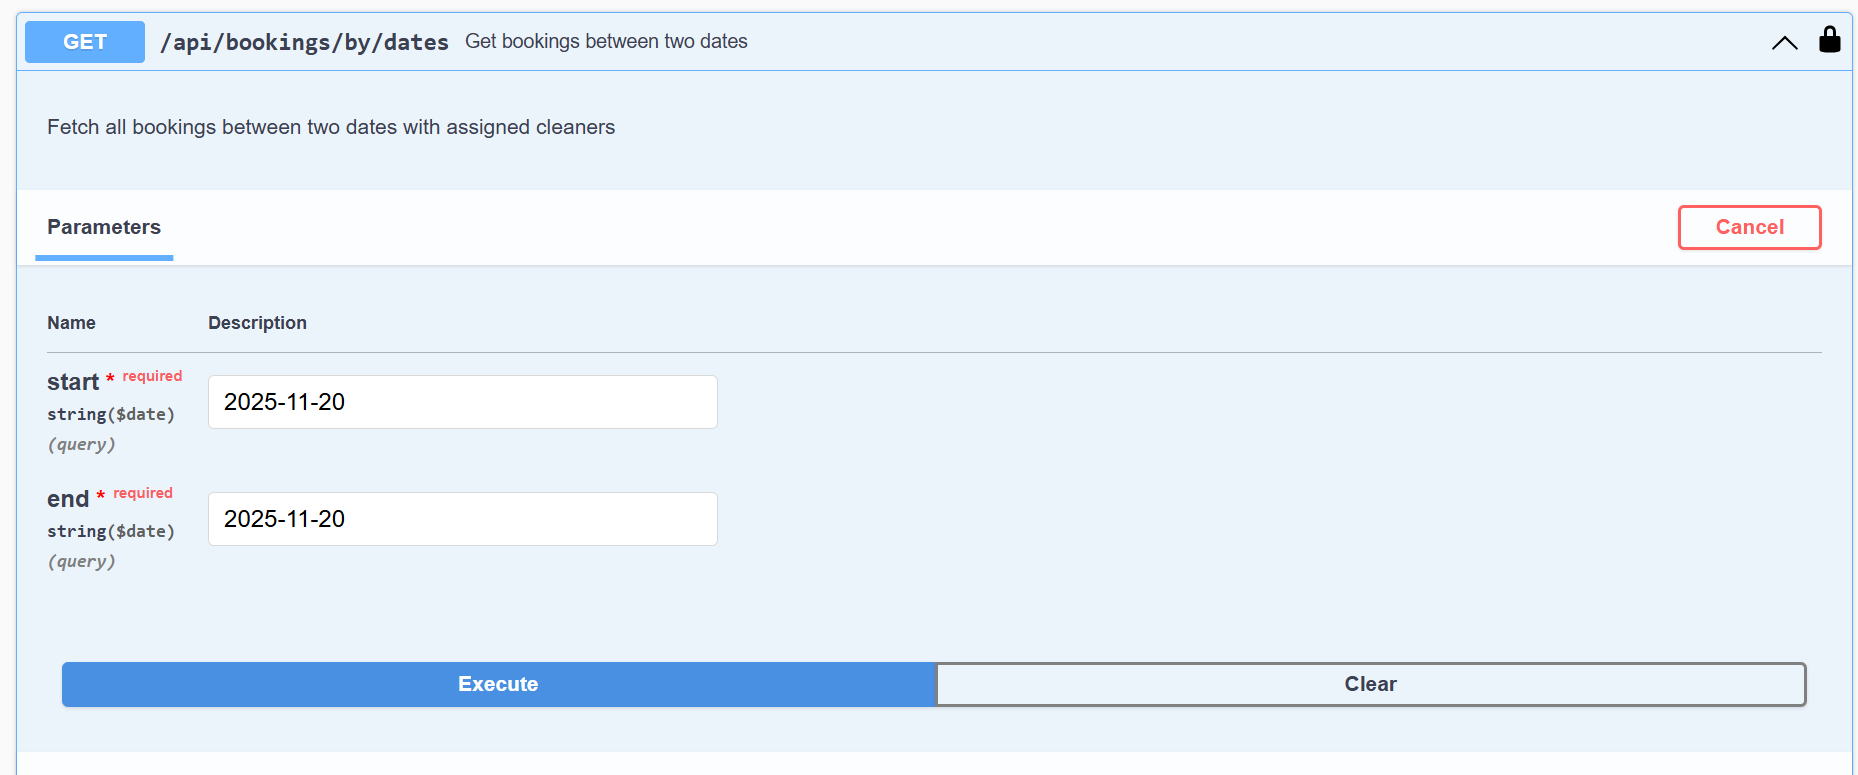 GET /api/bookings/by/dates Get bookings between two dates
Fetch all bookings between two dates with assigned cleaners
Parameters
Cancel
Name Description
start * required
string($date)
(query)
2025-11-20
end * required
string($date)
(query)
2025-11-20
Execute
Clear